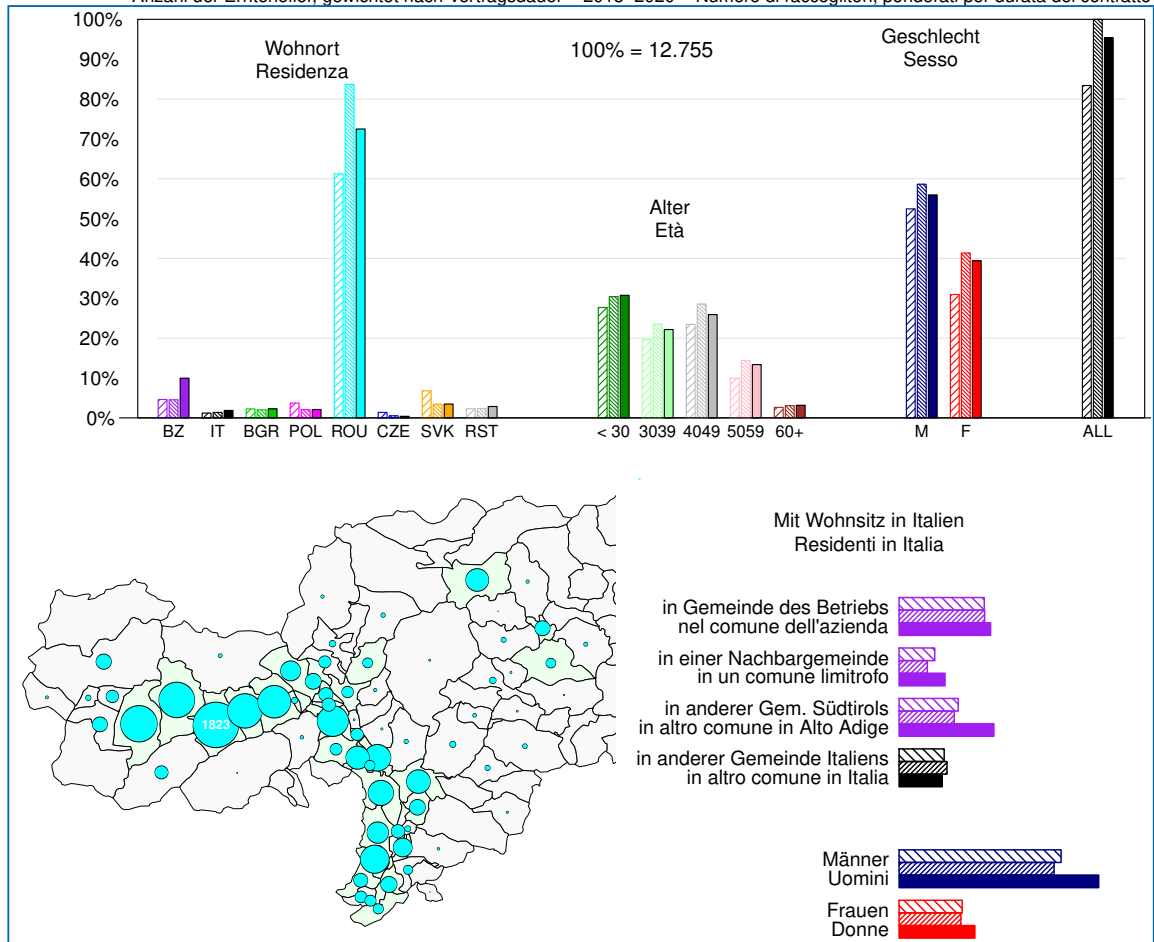 100%
90%
80%
70%
60%
50%
40%
30%
20%
10%
0%
Wohnort
Residenza
100% = 12.755
Geschlecht
Sesso
Alter
Età
BZ IT BGR POL ROU CZE SVK RST < 30 3039 4049 5059 60+ M F ALL
1823
Mit Wohnsitz in Italien
Residenti in Italia
in Gemeinde des Betriebs
nel comune dell'azienda
in einer Nachbargemeinde
in un comune limitrofo
in anderer Gem. Südtirols
in altro comune in Alto Adige
in anderer Gemeinde Italiens
in altro comune in Italia
Männer
Uomini
Frauen
Donne